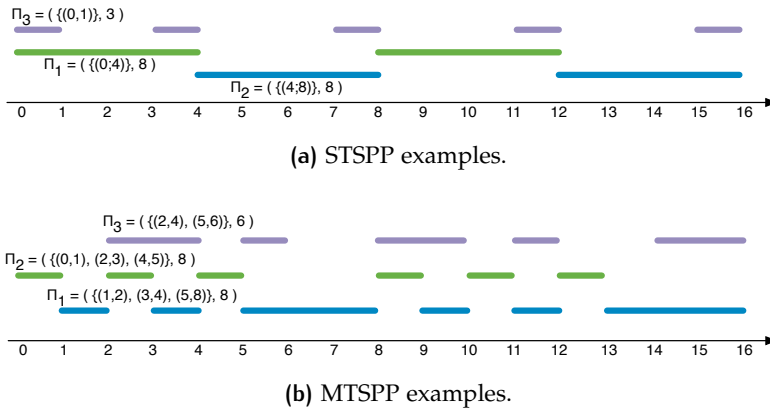 Π3 = ( {(0,1)}, 3 )
Π1 = ( {(0;4)}, 8 )
Π2 = ( {(4;8)}, 8 )
0 1 2 3 4 5 6 7 8 9 10 11 12 13 14 15 16
(a) STSPP examples.
Π3 = ( {(2,4), (5,6)}, 6 )
Π2 = ( {(0,1), (2,3), (4,5)}, 8 )
Π1 = ( {(1,2), (3,4), (5,8)}, 8 )
0 1 2 3 4 5 6 7 8 9 10 11 12 13 14 15 16
(b) MTSPP examples.